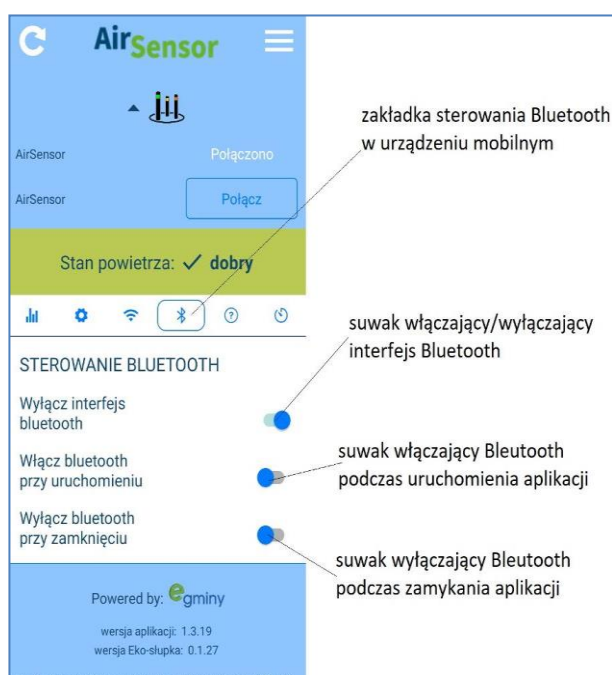 AirSensor
AirSensor Połączono
AirSensor Połącz
Stan powietrza: ✓ dobry
STEROWANIE BLUETOOTH
Wyłącz interfejs
bluetooth
Włącz bluetooth
przy uruchomieniu
Wyłącz bluetooth
przy zamknięciu
Powered by: egminy
wersja aplikacji: 1.3.19
wersja Eko-słupka: 0.1.27
zakładka sterowania Bluetooth
w urządzeniu mobilnym
suwak włączający/wyłączający
interfejs Bluetooth
suwak włączający Bleutooth
podczas uruchomienia aplikacji
suwak wyłączający Bleutooth
podczas zamykania aplikacji